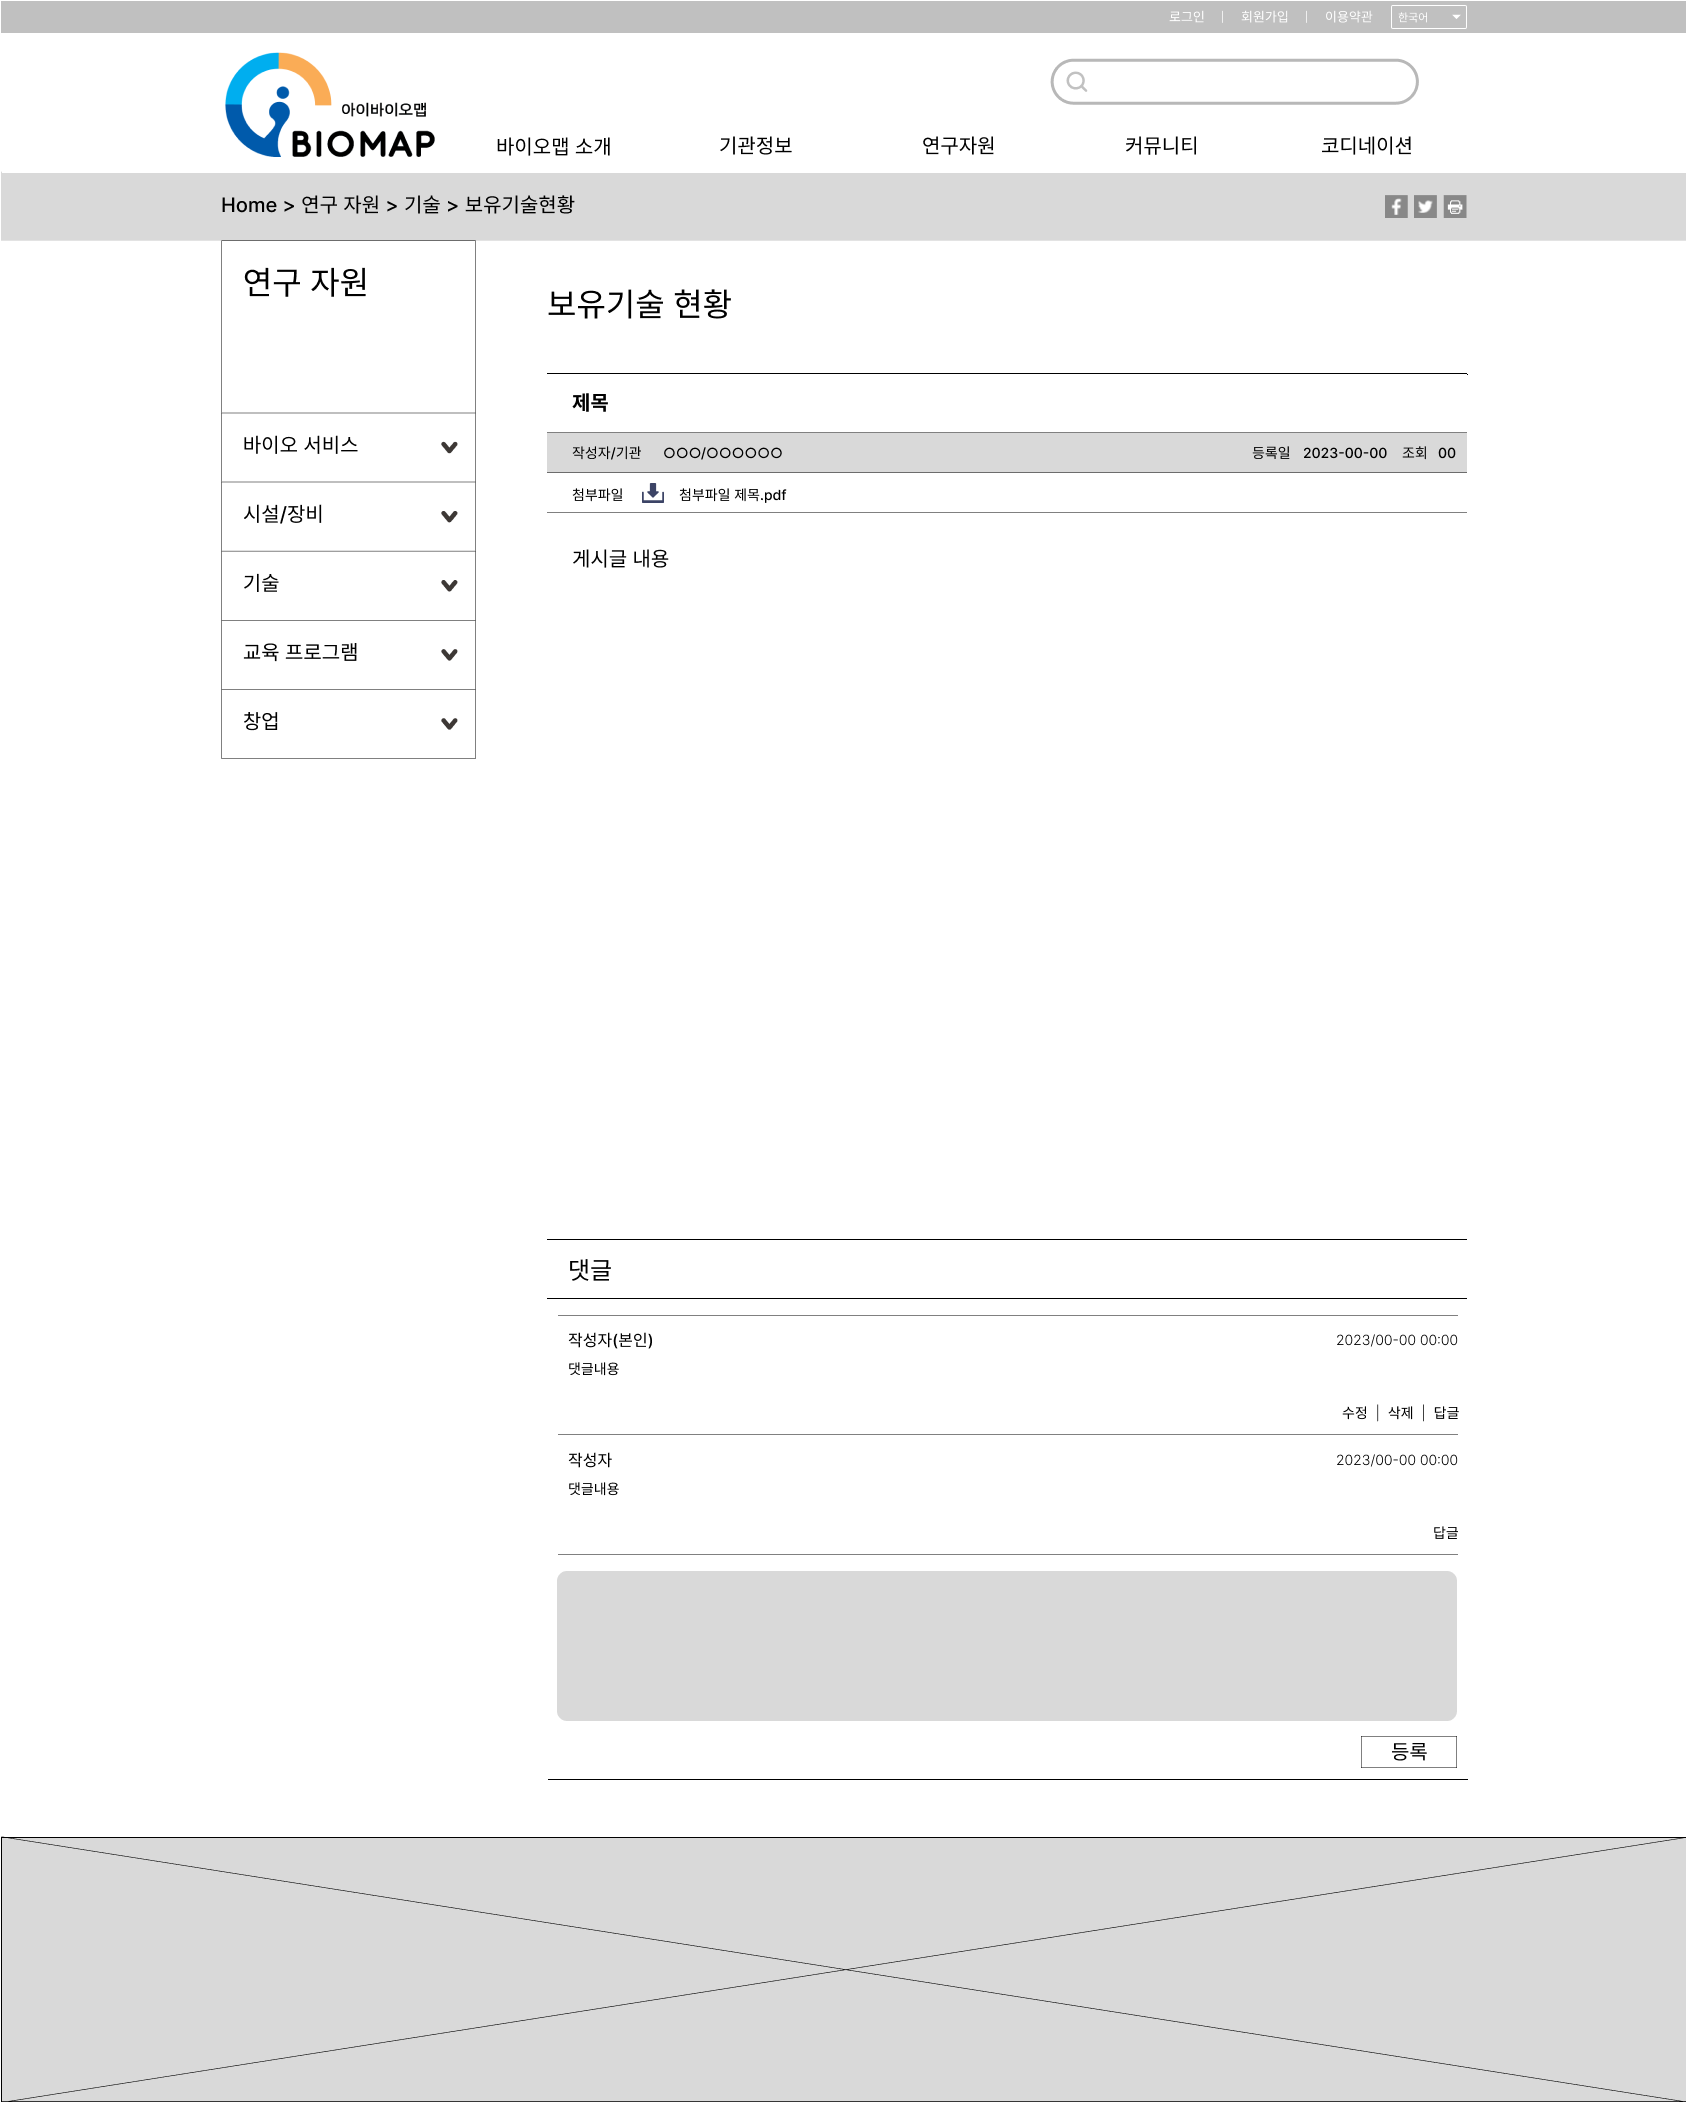 로그인 | 회원가입 | 이용약관 한국어
아이바이오맵
BIOMAP
바이오맵 소개 기관정보 연구자원 커뮤니티 코디네이션
Home > 연구 자원 > 기술 > 보유기술현황
연구 자원
바이오 서비스
시설/장비
기술
교육 프로그램
창업
보유기술 현황
제목
작성자/기관 ○○○/○○○○○○ 등록일 2023-00-00 조회 00
첨부파일 첨부파일 제목.pdf
게시글 내용
댓글
작성자(본인) 2023/00-00 00:00
댓글내용
수정 | 삭제 | 답글
작성자 2023/00-00 00:00
댓글내용
답글
등록